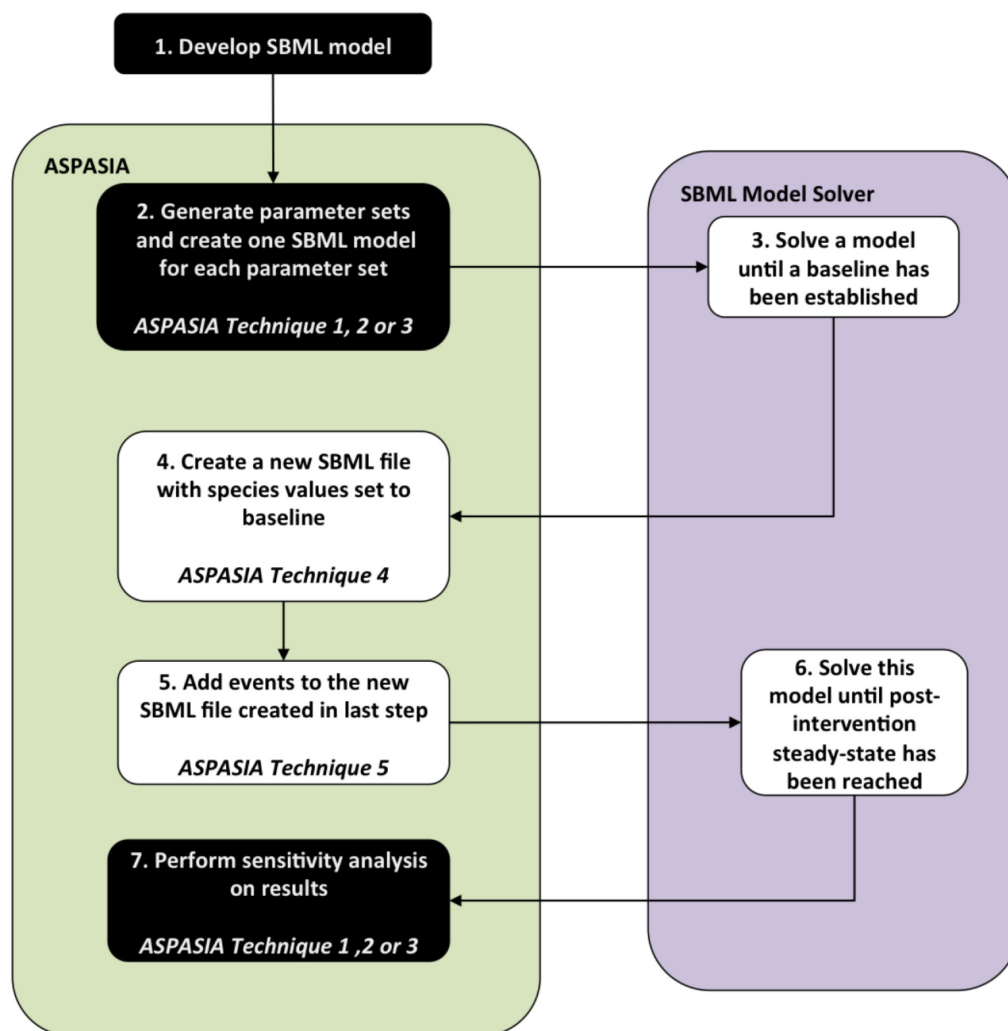 1. Develop SBML model
ASPASIA
2. Generate parameter sets
and create one SBML model
for each parameter set
ASPASIA Technique 1, 2 or 3
SBML Model Solver
3. Solve a model
until a baseline has
been established
4. Create a new SBML file
with species values set to
baseline
ASPASIA Technique 4
5. Add events to the new
SBML file created in last step
ASPASIA Technique 5
6. Solve this
model until post-
intervention
steady-state has
been reached
7. Perform sensitivity analysis
on results
ASPASIA Technique 1 ,2 or 3